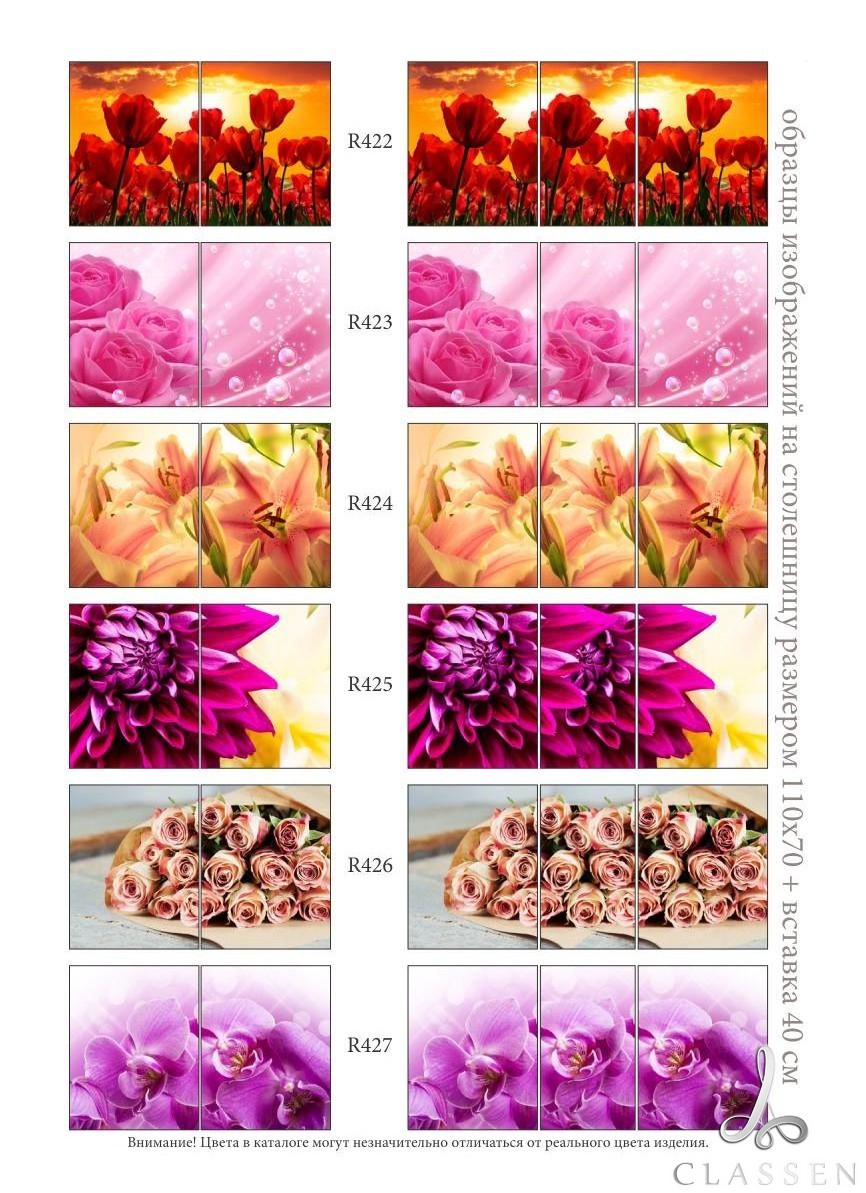 R422
R423
R424
R425
R426
R427
образцы изображений на столешницу размером 110х70 + вставка 40 см
Внимание! Цвета в каталоге могут незначительно отличаться от реального цвета изделия.
CLASSEN